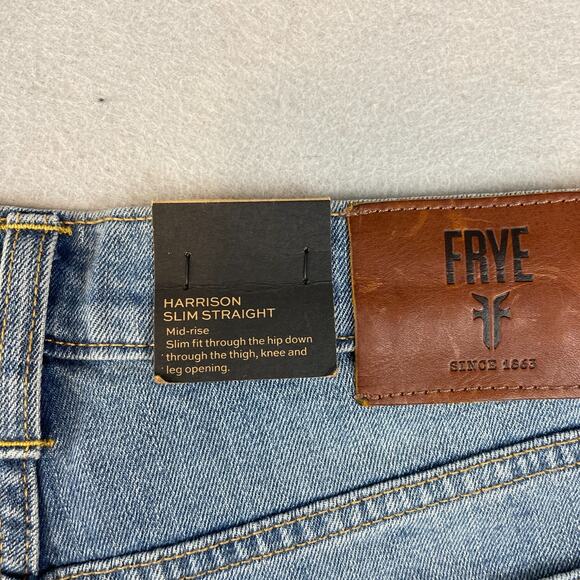 HARRISON
SLIM STRAIGHT
Mid-rise
Slim fit through the hip down
through the thigh, knee and
leg opening.
FRYE
SINCE 1863